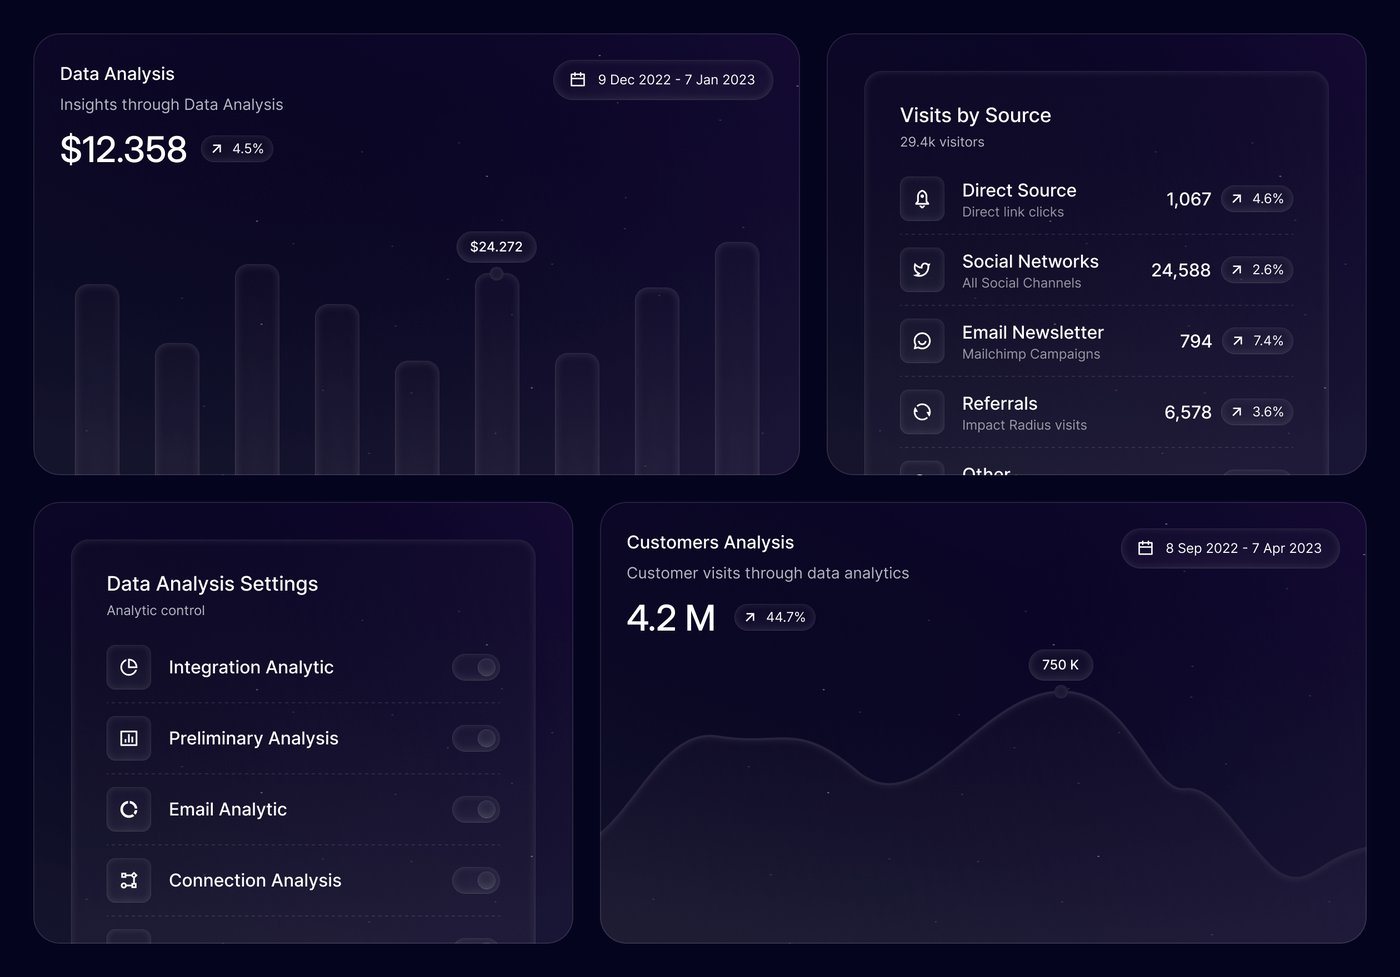 Data Analysis
Insights through Data Analysis
$12.358
4.5%
9 Dec 2022 - 7 Jan 2023
$24.272
Visits by Source
29.4k visitors
Direct Source
Direct link clicks
1,067
4.6%
Social Networks
All Social Channels
24,588
2.6%
Email Newsletter
Mailchimp Campaigns
794
7.4%
Referrals
Impact Radius visits
6,578
3.6%
Other
Data Analysis Settings
Analytic control
Integration Analytic
Preliminary Analysis
Email Analytic
Connection Analysis
Customers Analysis
Customer visits through data analytics
4.2 M
44.7%
8 Sep 2022 - 7 Apr 2023
750 K